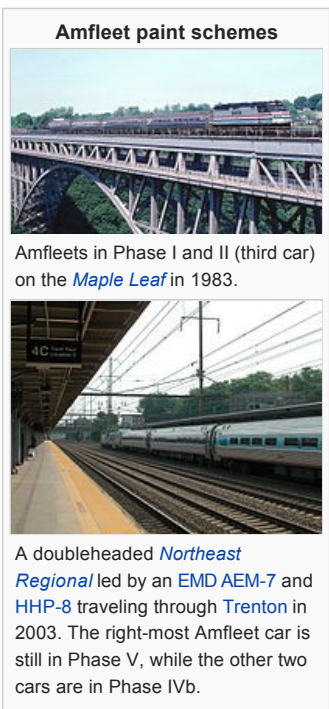 Amfleet paint schemes
Amfleets in Phase I and II (third car)
on the Maple Leaf in 1983.
4C
A doubleheaded Northeast
Regional led by an EMD AEM-7 and
HHP-8 traveling through Trenton in
2003. The right-most Amfleet car is
still in Phase V, while the other two
cars are in Phase IVb.